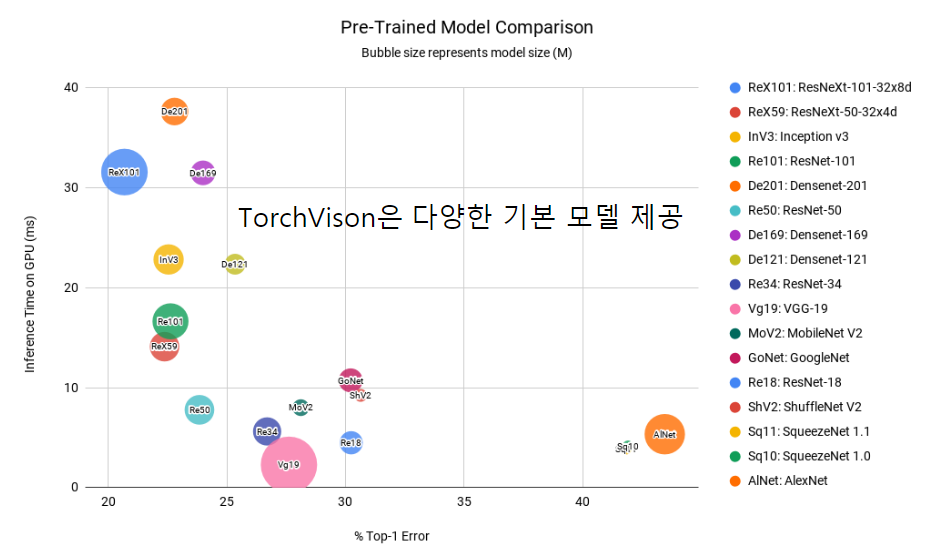 Pre-Trained Model Comparison
Bubble size represents model size (M)
40
30
20
10
0
Inference Time on GPU (ms)
De201
ReX101
De169
TorchVison은 다양한 기본 모델 제공
InV3
De121
Re101
ReX59
GoNet
ShV2
MoV2
Re50
Re34
Re18
Vg19
Sq10
AlNet
20
25
30
35
40
% Top-1 Error
ReX101: ResNeXt-101-32x8d
ReX59: ResNeXt-50-32x4d
InV3: Inception v3
Re101: ResNet-101
De201: Densenet-201
Re50: ResNet-50
De169: Densenet-169
De121: Densenet-121
Re34: ResNet-34
Vg19: VGG-19
MoV2: MobileNet V2
GoNet: GoogleNet
Re18: ResNet-18
ShV2: ShuffleNet V2
Sq11: SqueezeNet 1.1
Sq10: SqueezeNet 1.0
AlNet: AlexNet